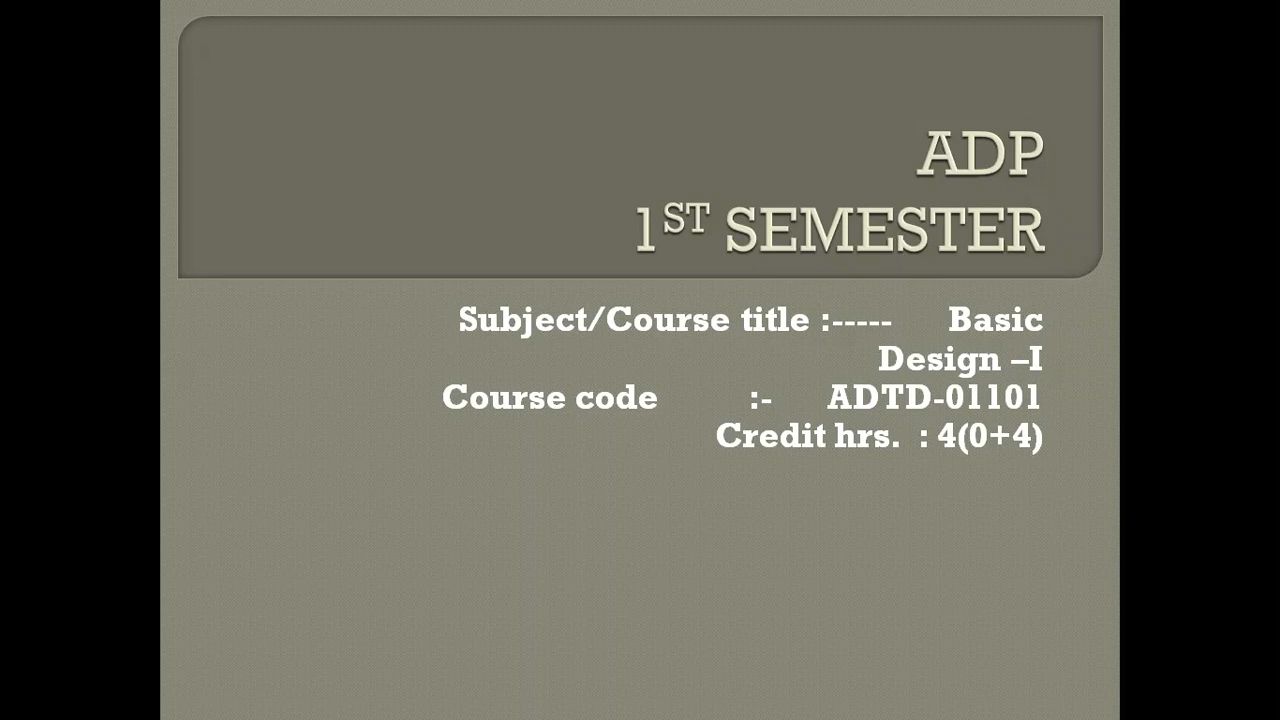 ADP
1ST SEMESTER
Subject/Course title :----- Basic
Design –I
Course code :- ADTD-01101
Credit hrs. : 4(0+4)